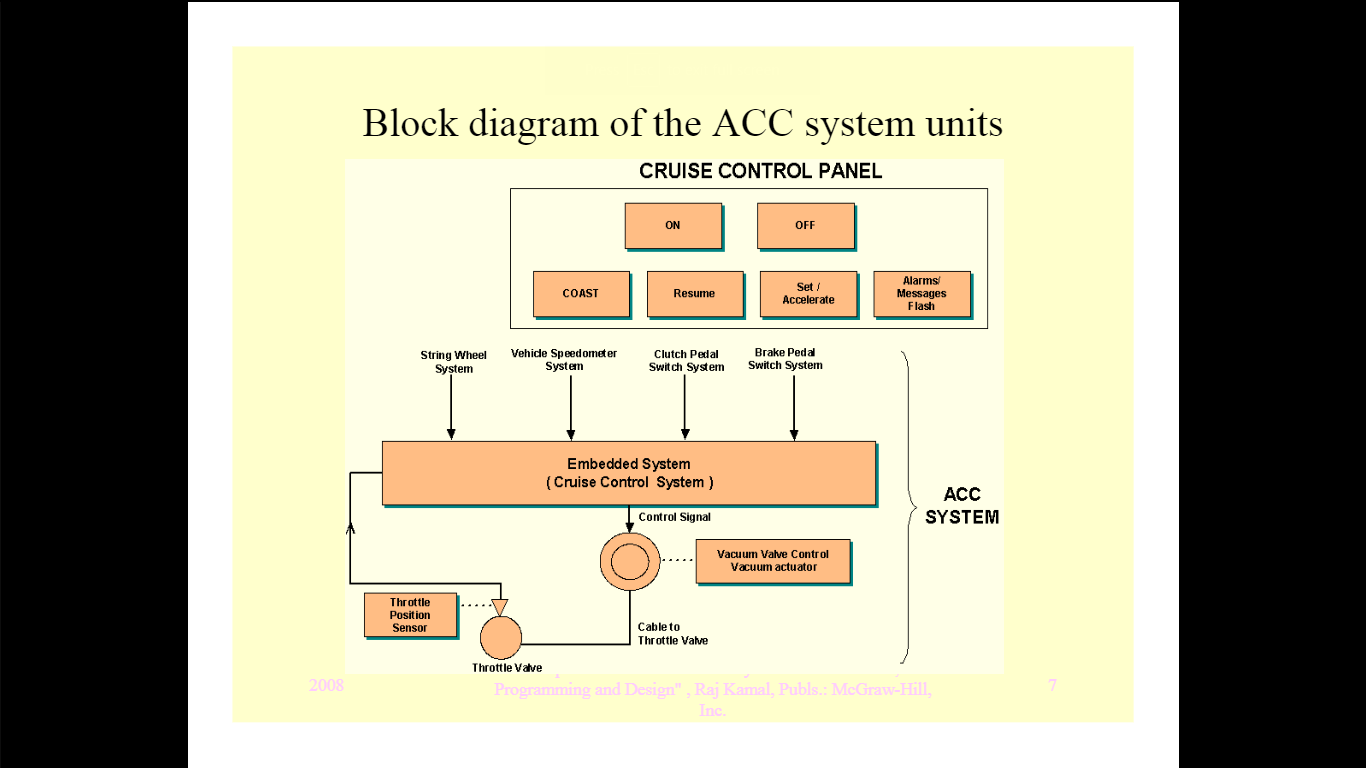 Block diagram of the ACC system units
CRUISE CONTROL PANEL
ON
OFF
COAST
Resume
Set /
Accelerate
Alarms/
Messages
Flash
String Wheel
System
Vehicle Speedometer
System
Clutch Pedal
Switch System
Brake Pedal
Switch System
Embedded System
( Cruise Control System )
ACC
SYSTEM
Control Signal
Vacuum Valve Control
Vacuum actuator
Throttle
Position
Sensor
Cable to
Throttle Valve
Throttle Valve
2008
Programming and Design" , Raj Kamal, Publs.: McGraw-Hill,
Inc.
7